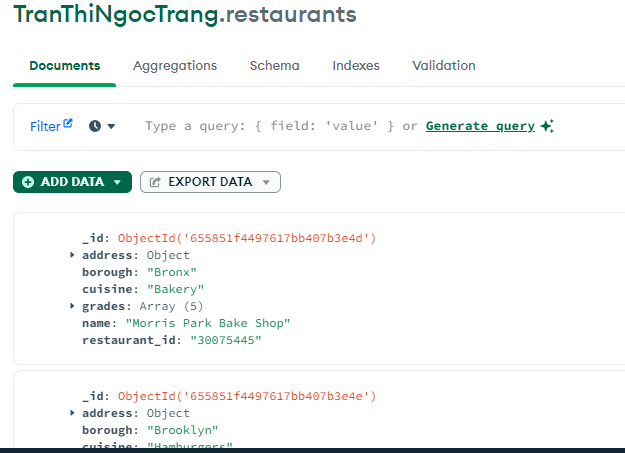 TranThiNgocTrang.restaurants
Documents Aggregations Schema Indexes Validation
Filter Type a query: { field: 'value' } or Generate query
ADD DATA EXPORT DATA
_id: ObjectId('655851f4497617bb407b3e4d')
address: Object
borough: "Bronx"
cuisine: "Bakery"
grades: Array (5)
name: "Morris Park Bake Shop"
restaurant_id: "30075445"
_id: ObjectId('655851f4497617bb407b3e4e')
address: Object
borough: "Brooklyn"
cuisine: "Hamburgers"